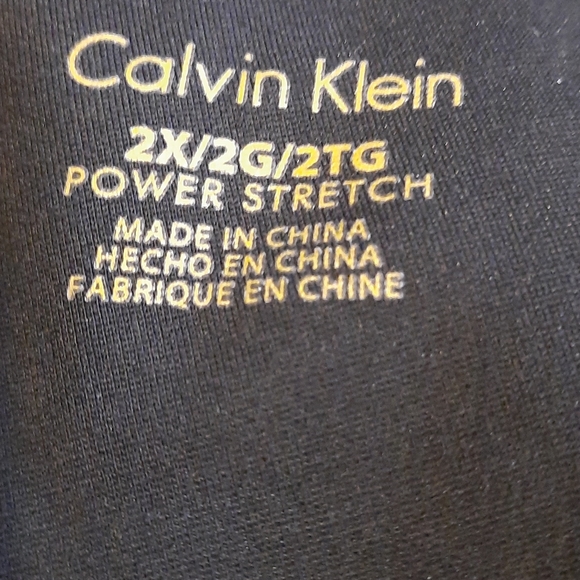 Calvin Klein
2X/2G/2TG
POWER STRETCH
MADE IN CHINA
HECHO EN CHINA
FABRIQUE EN CHINE